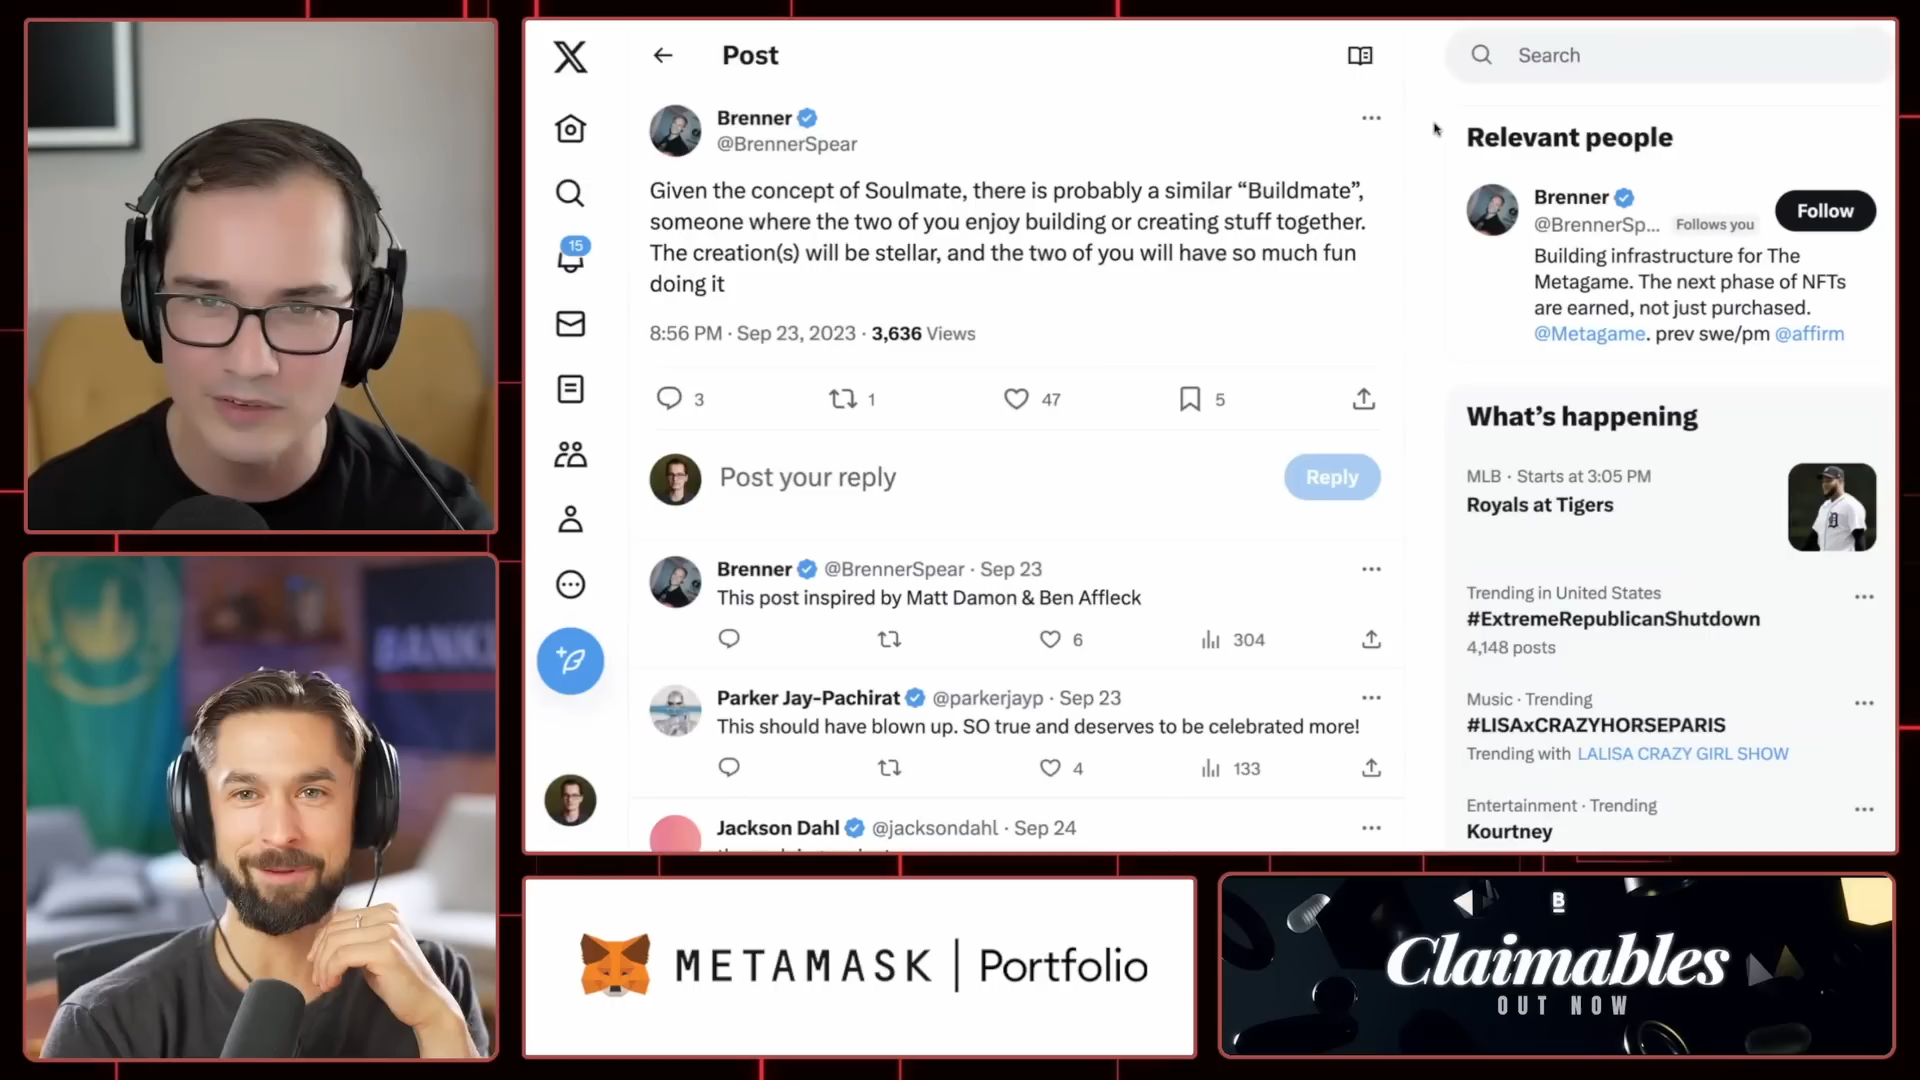 Post
Search
Brenner
@BrennerSpear
Given the concept of Soulmate, there is probably a similar “Buildmate”,
someone where the two of you enjoy building or creating stuff together.
The creation(s) will be stellar, and the two of you will have so much fun
doing it
8:56 PM · Sep 23, 2023 · 3,636 Views
3
1
47
5
Post your reply
Reply
Brenner @BrennerSpear · Sep 23
This post inspired by Matt Damon & Ben Affleck
6
304
Parker Jay-Pachirat @parkerjayp · Sep 23
This should have blown up. SO true and deserves to be celebrated more!
4
133
Jackson Dahl @jacksondahl · Sep 24
15
Relevant people
Brenner
@BrennerSp... Follows you
Follow
Building infrastructure for The
Metagame. The next phase of NFTs
are earned, not just purchased.
@Metagame. prev swe/pm @affirm
What’s happening
MLB · Starts at 3:05 PM
Royals at Tigers
Trending in United States
#ExtremeRepublicanShutdown
4,148 posts
Music · Trending
#LISAxCRAZYHORSEPARIS
Trending with LALISA CRAZY GIRL SHOW
Entertainment · Trending
Kourtney
METAMASK | Portfolio
B
Claimables
OUT NOW